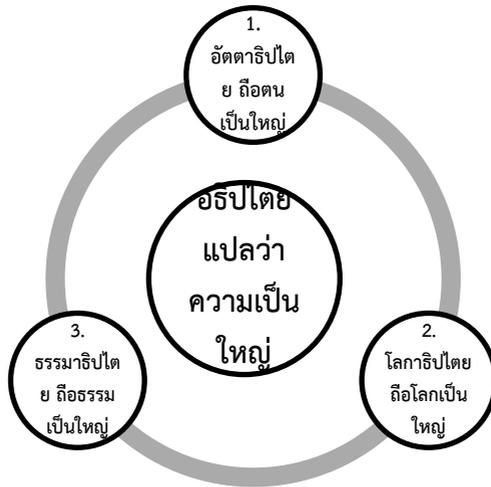 1.
อัตตาธิปไต
ย ถือตน
เป็นใหญ่
อธิปไตย
แปลว่า
ความเป็น
ใหญ่
3.
ธรรมาธิปไต
ย ถือธรรม
เป็นใหญ่
2.
โลกาธิปไตย
ถือโลกเป็น
ใหญ่